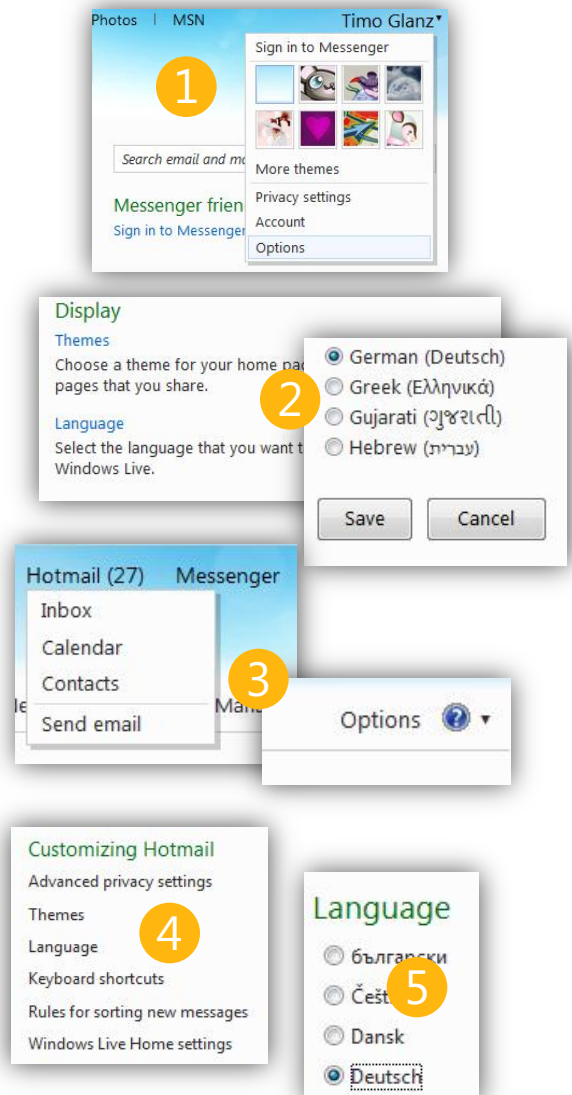 Photos | MSN
Timo Glanz
Sign in to Messenger
1
Search email and mo
More themes
Messenger frien
Privacy settings
Sign in to Messenger
Account
Options
Display
Themes
Choose a theme for your home pag
pages that you share.
Language
Select the language that you want t
Windows Live.
2
German (Deutsch)
Greek (Ελληνικά)
Gujarati (ગુજરાતી)
Hebrew (עברית)
Save
Cancel
Hotmail (27) Messenger
Inbox
Calendar
Contacts
Send email
3
Options
Customizing Hotmail
Advanced privacy settings
Themes
Language
Keyboard shortcuts
Rules for sorting new messages
Windows Live Home settings
4
Language
български
Češt
Dansk
Deutsch
5